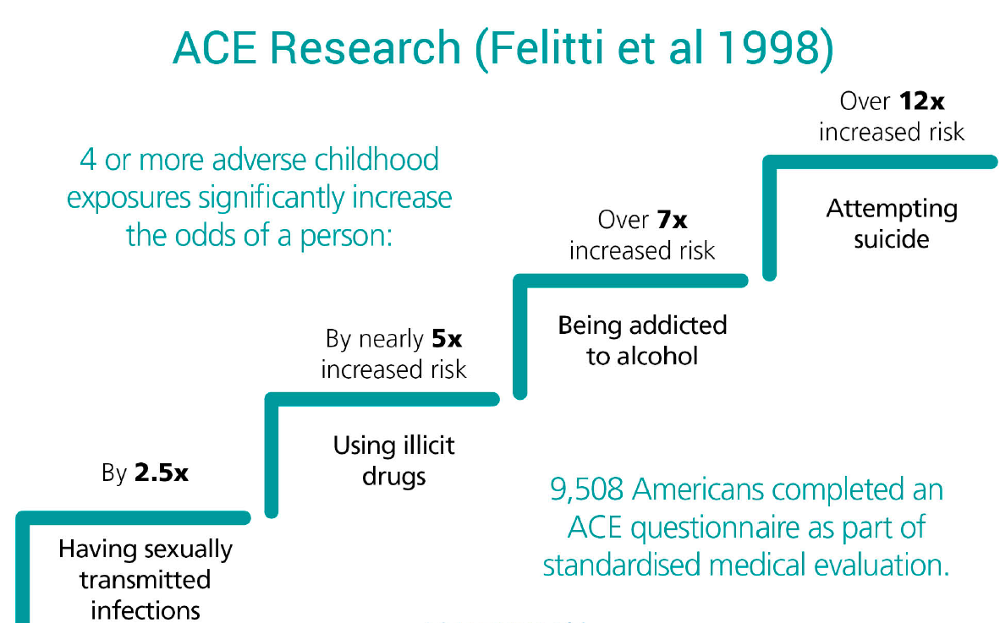 ACE Research (Felitti et al 1998)
4 or more adverse childhood
exposures significantly increase
the odds of a person:
Over 12x
increased risk
Attempting
suicide
Over 7x
increased risk
Being addicted
to alcohol
By nearly 5x
increased risk
Using illicit
drugs
By 2.5x
Having sexually
transmitted
infections
9,508 Americans completed an
ACE questionnaire as part of
standardised medical evaluation.